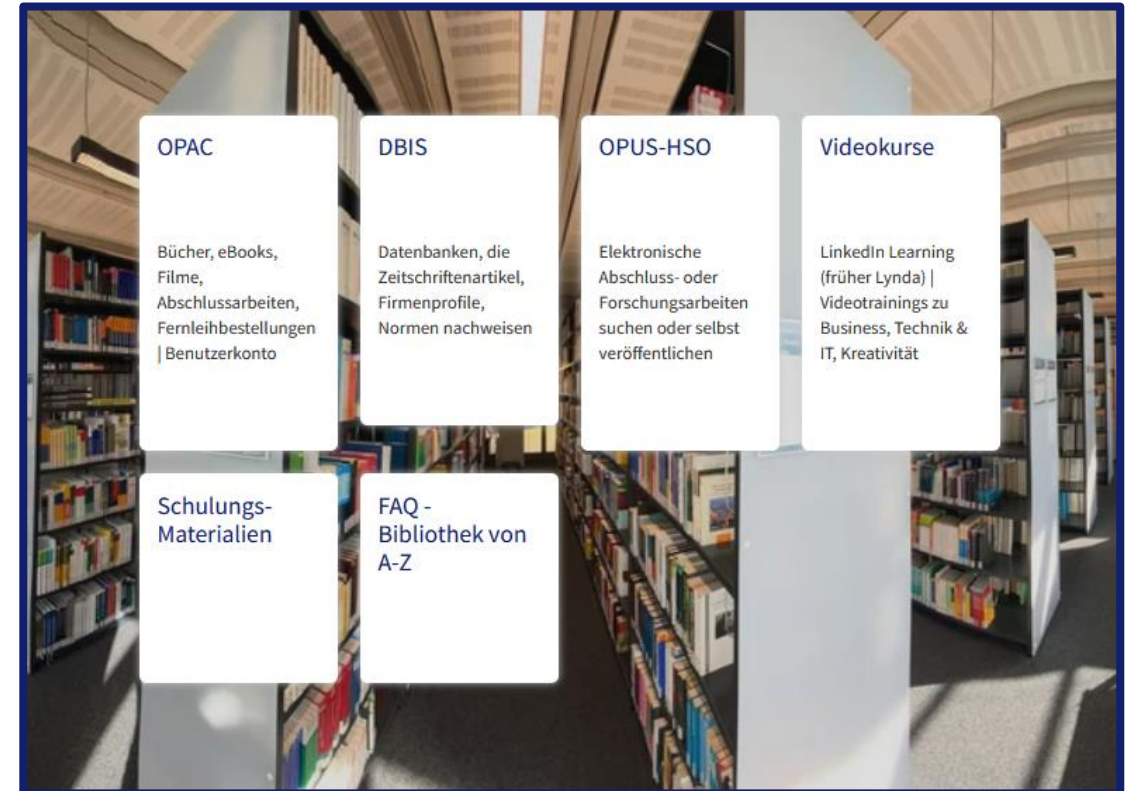 OPAC
Bücher, eBooks,
Filme,
Abschlussarbeiten,
Fernleihbestellungen
| Benutzerkonto
DBIS
Datenbanken, die
Zeitschriftenartikel,
Firmenprofile,
Normen nachweisen
OPUS-HSO
Elektronische
Abschluss- oder
Forschungsarbeiten
suchen oder selbst
veröffentlichen
Videokurse
LinkedIn Learning
(früher Lynda) |
Videotrainings zu
Business, Technik &
IT, Kreativität
Schulungs-
Materialien
FAQ -
Bibliothek von
A-Z